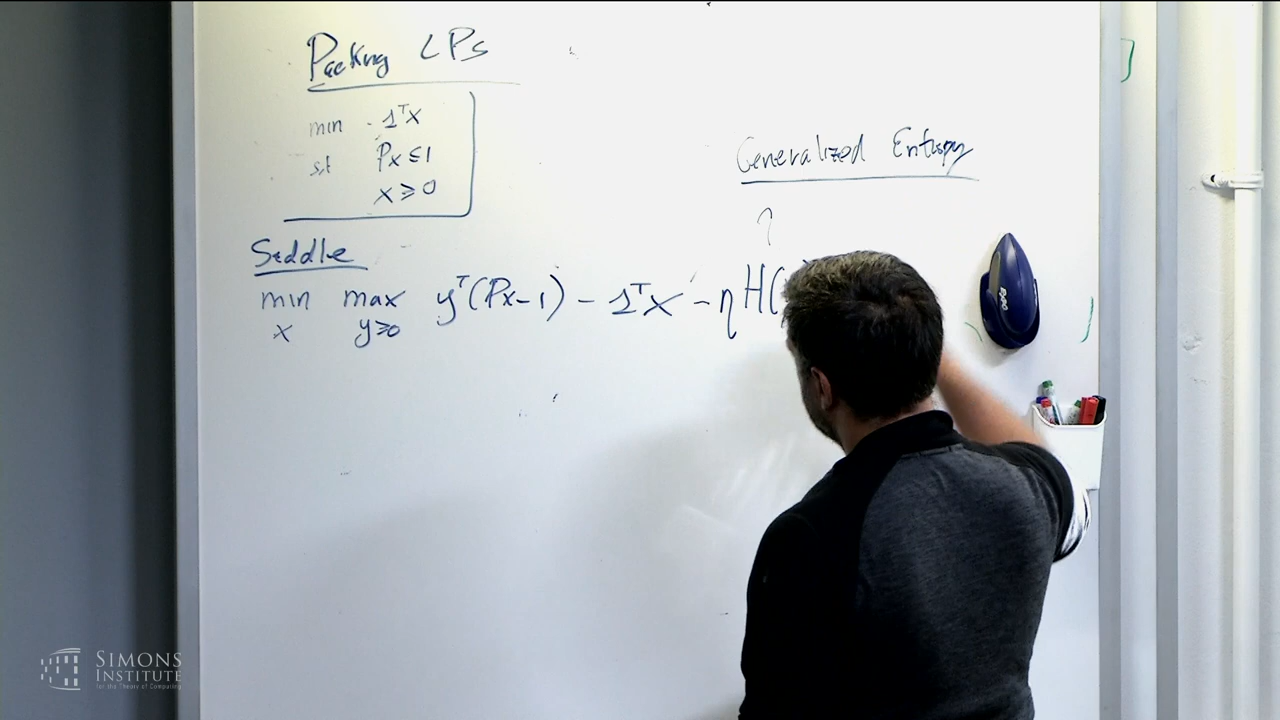 Packing LPs
min - 1ᵀx
s.t Px ≤ 1
x ≥ 0
Generalized Entropy
Saddle
min max yᵀ(Px-1) - 1ᵀx - η H(
x y≥0
SIMONS
INSTITUTE
for the Theory of Computing